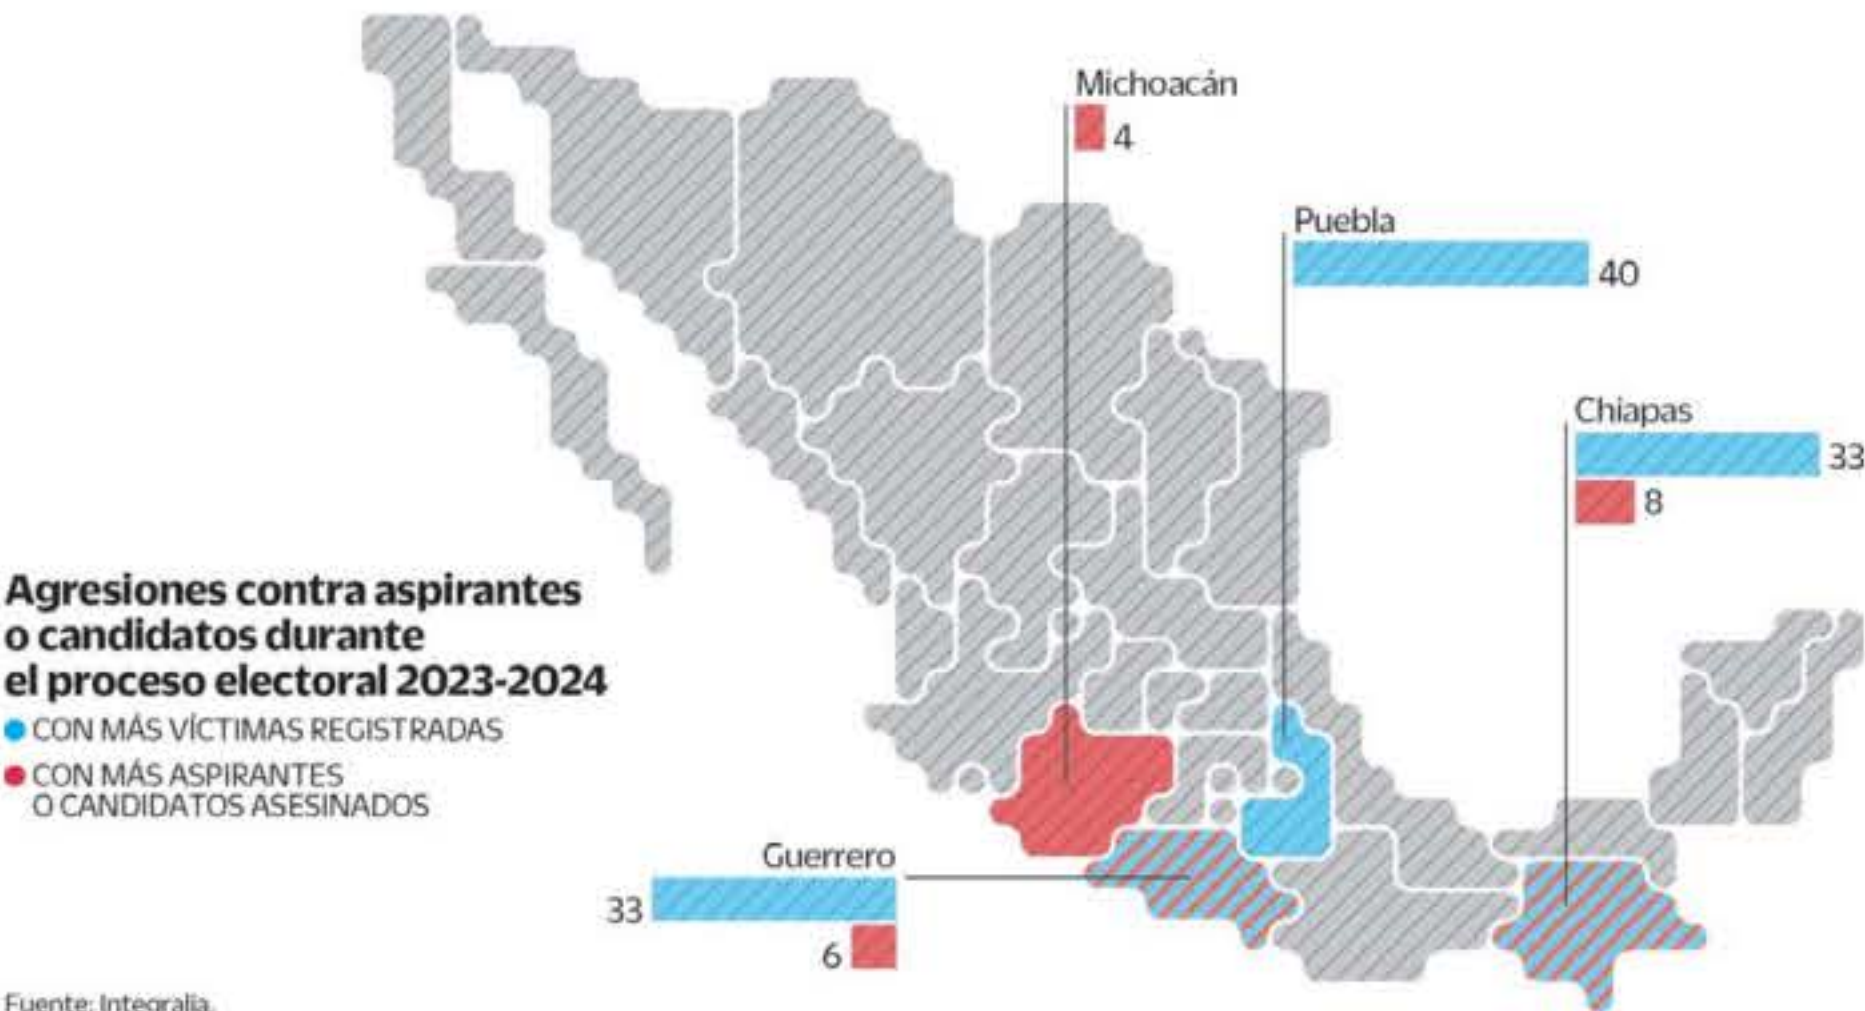 Michoacán
4
Puebla
40
Chiapas
33
8
Agresiones contra aspirantes
o candidatos durante
el proceso electoral 2023-2024
CON MÁS VÍCTIMAS REGISTRADAS
CON MÁS ASPIRANTES
O CANDIDATOS ASESINADOS
Guerrero
33
6
Fuente: Integralia.